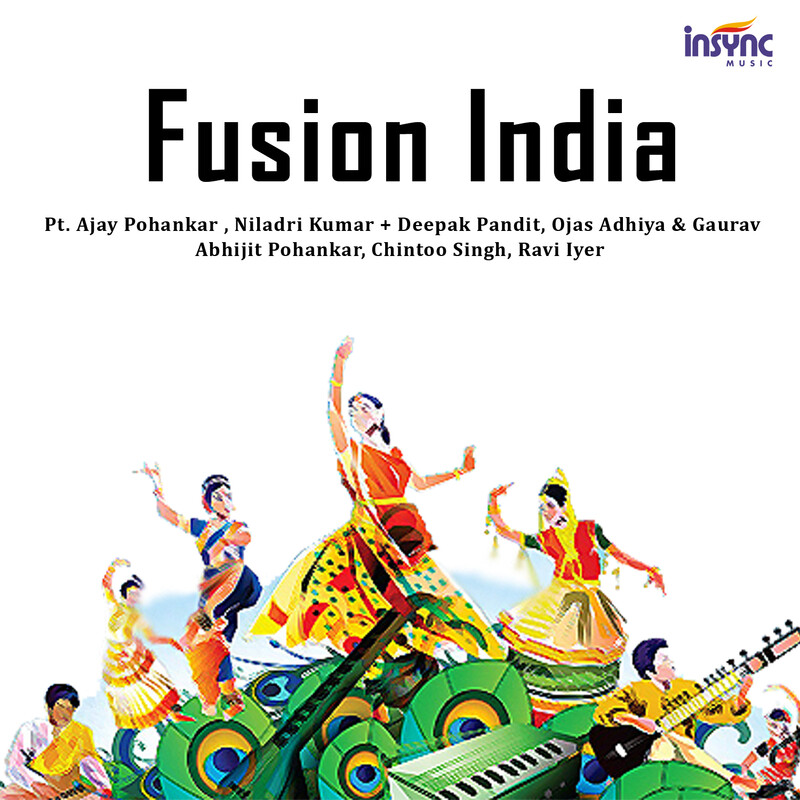 insync
MUSIC
Fusion India
Pt. Ajay Pohankar , Niladri Kumar + Deepak Pandit, Ojas Adhiya & Gaurav
Abhijit Pohankar, Chintoo Singh, Ravi Iyer